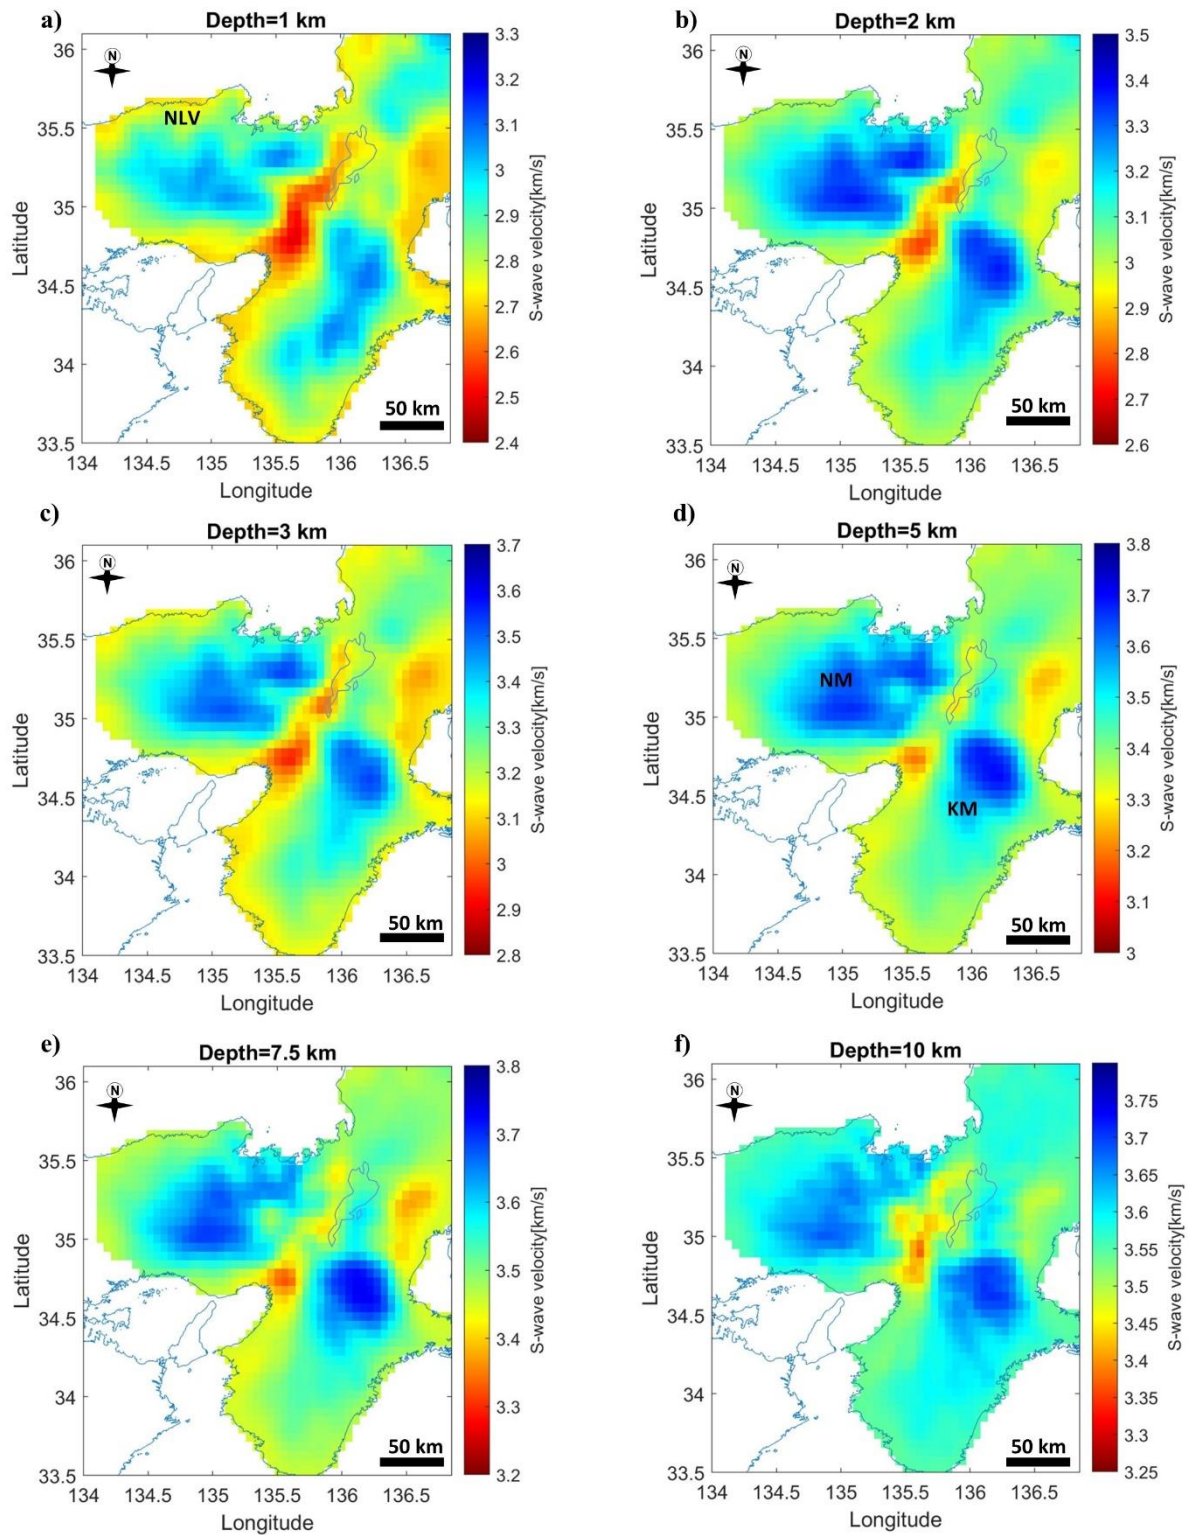 a)
Depth=1 km
N
NLV
36
35.5
35
34.5
34
33.5
Latitude
134 134.5 135 135.5 136 136.5
Longitude
50 km
3.3
3.2
3.1
3
2.9
2.8
2.7
2.6
2.5
2.4
S-wave velocity[km/s]
b)
Depth=2 km
N
36
35.5
35
34.5
34
33.5
Latitude
134 134.5 135 135.5 136 136.5
Longitude
50 km
3.5
3.4
3.3
3.2
3.1
3
2.9
2.8
2.7
2.6
S-wave velocity[km/s]
c)
Depth=3 km
N
36
35.5
35
34.5
34
33.5
Latitude
134 134.5 135 135.5 136 136.5
Longitude
50 km
3.7
3.6
3.5
3.4
3.3
3.2
3.1
3
2.9
2.8
S-wave velocity[km/s]
d)
Depth=5 km
N
NM
KM
36
35.5
35
34.5
34
33.5
Latitude
134 134.5 135 135.5 136 136.5
Longitude
50 km
3.8
3.7
3.6
3.5
3.4
3.3
3.2
3.1
3
S-wave velocity[km/s]
e)
Depth=7.5 km
N
36
35.5
35
34.5
34
33.5
Latitude
134 134.5 135 135.5 136 136.5
Longitude
50 km
3.8
3.7
3.6
3.5
3.4
3.3
3.2
S-wave velocity[km/s]
f)
Depth=10 km
N
36
35.5
35
34.5
34
33.5
Latitude
134 134.5 135 135.5 136 136.5
Longitude
50 km
3.75
3.7
3.65
3.6
3.55
3.5
3.45
3.4
3.35
3.3
3.25
S-wave velocity[km/s]